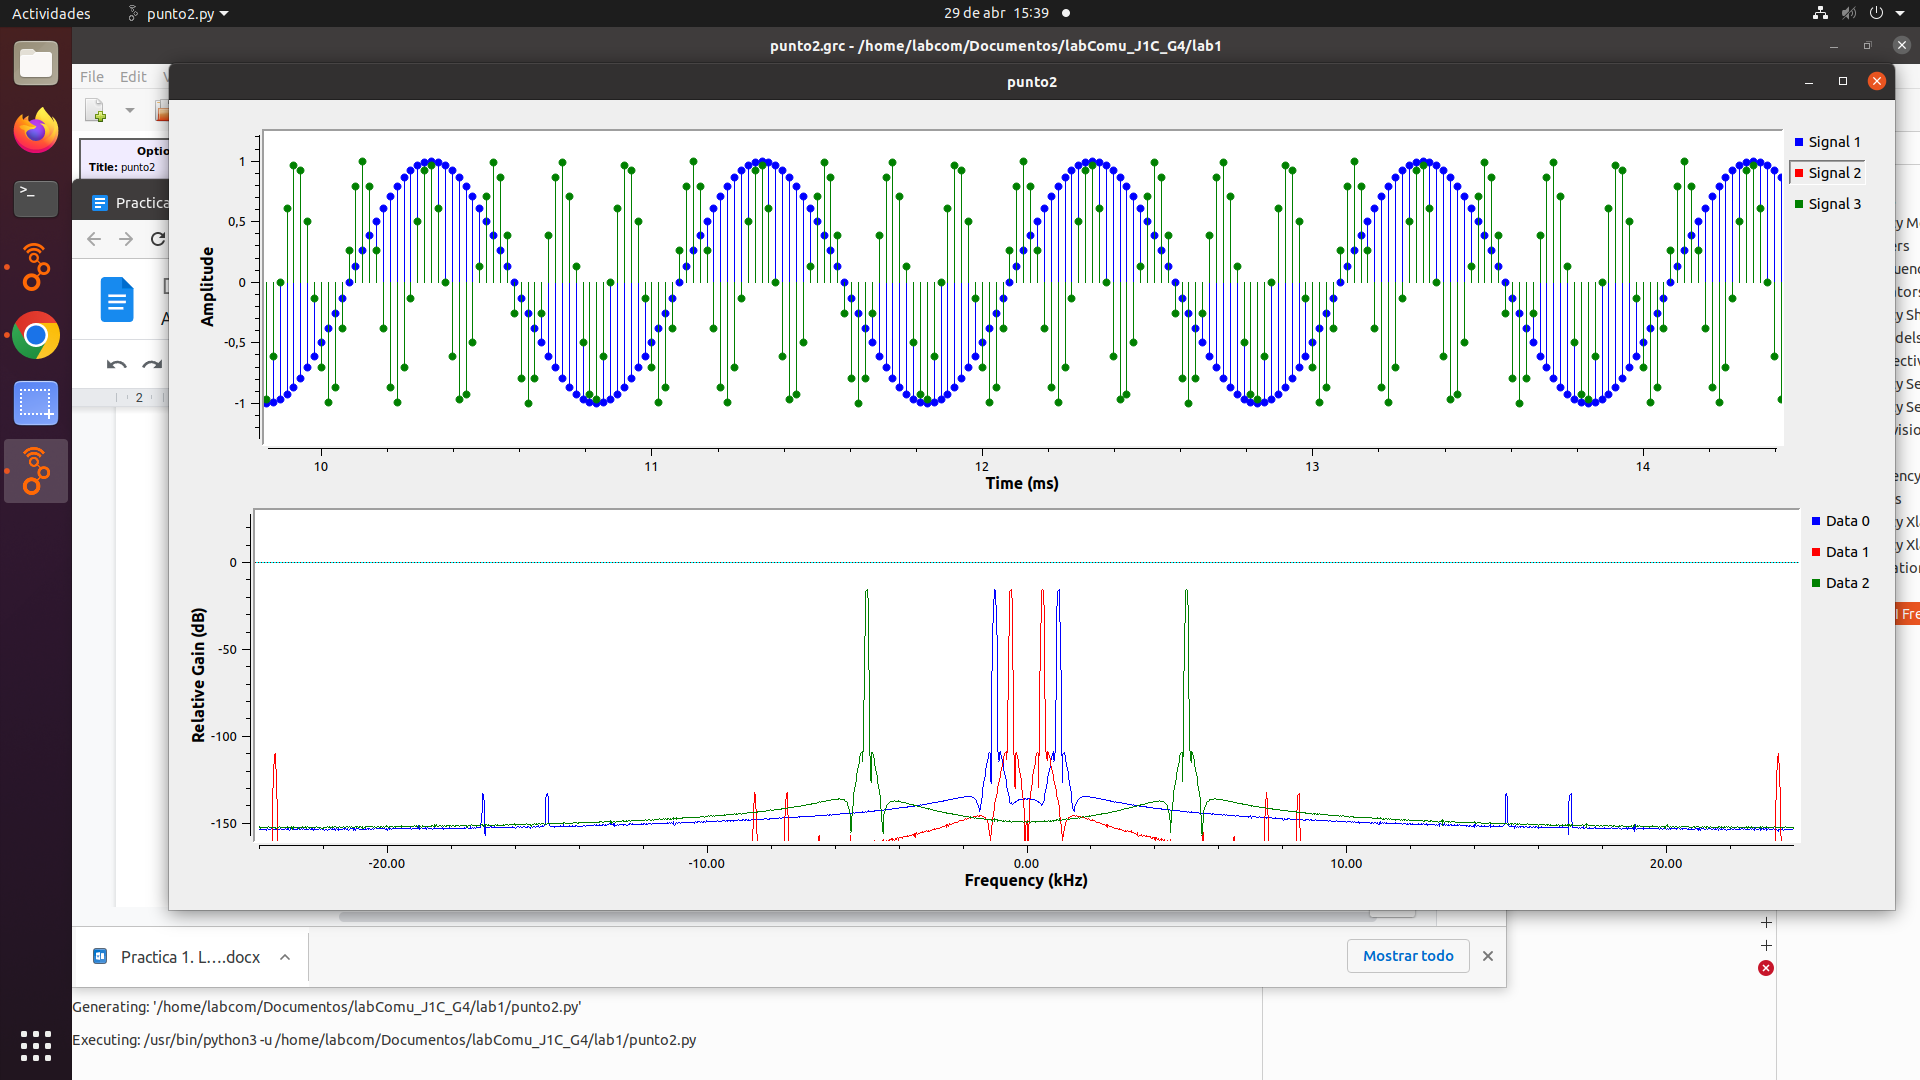 Actividades
punto2.py
29 de abr 15:39
punto2.grc - /home/labcom/Documentos/labComu_J1C_G4/lab1
File Edit
punto2
Optio
Title: punto2
Practica
2
1
0,5
0
-0,5
-1
Amplitude
10 11 12 13 14
Time (ms)
Signal 1
Signal 2
Signal 3
0
-50
-100
-150
Relative Gain (dB)
-20.00 -10.00 0.00 10.00 20.00
Frequency (kHz)
Data 0
Data 1
Data 2
Practica 1. L....docx
Mostrar todo
Generating: '/home/labcom/Documentos/labComu_J1C_G4/lab1/punto2.py'
Executing: /usr/bin/python3 -u /home/labcom/Documentos/labComu_J1C_G4/lab1/punto2.py